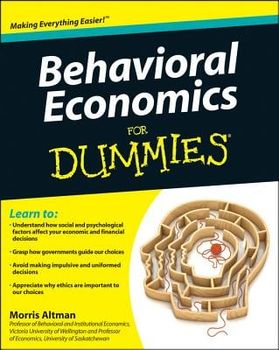 Making Everything Easier!™
Behavioral
Economics
FOR
DUMMIES®
Learn to:
• Understand how social and psychological
factors affect your economic and financial
decisions
• Grasp how governments guide our choices
• Avoid making impulsive and uniformed
decisions
• Appreciate why ethics are important to
our choices
Morris Altman
Professor of Behavioral and Institutional Economics,
Victoria University of Wellington and Professor
of Economics, University of Saskatchewan